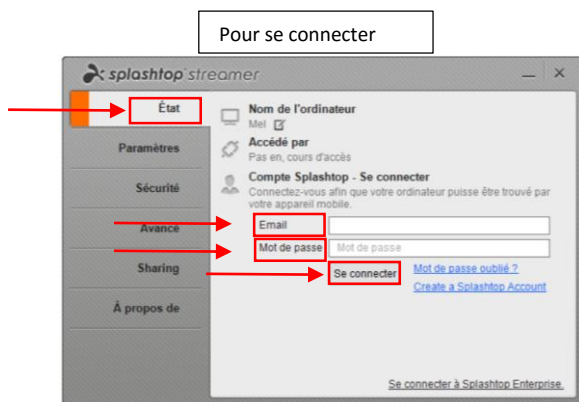 Pour se connecter
splashtop streamer
État
Paramètres
Sécurité
Avancé
Sharing
À propos de
Nom de l'ordinateur
Mel
Accédé par
Pas en, cours d'accès
Compte Splashtop - Se connecter
Connectez-vous afin que votre ordinateur puisse être trouvé par
votre appareil mobile.
Email
Mot de passe Mot de passe
Se connecter Mot de passe oublié ?
Create a Splashtop Account
Se connecter à Splashtop Enterprise.